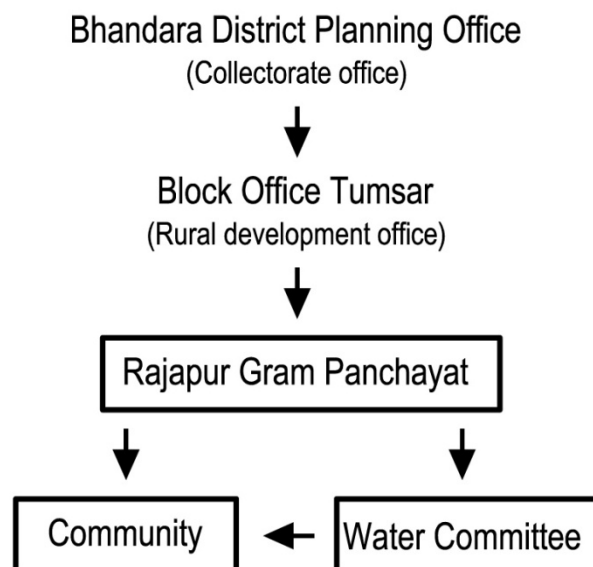 Bhandara District Planning Office
(Collectorate office)
Block Office Tumsar
(Rural development office)
Rajapur Gram Panchayat
Community
Water Committee